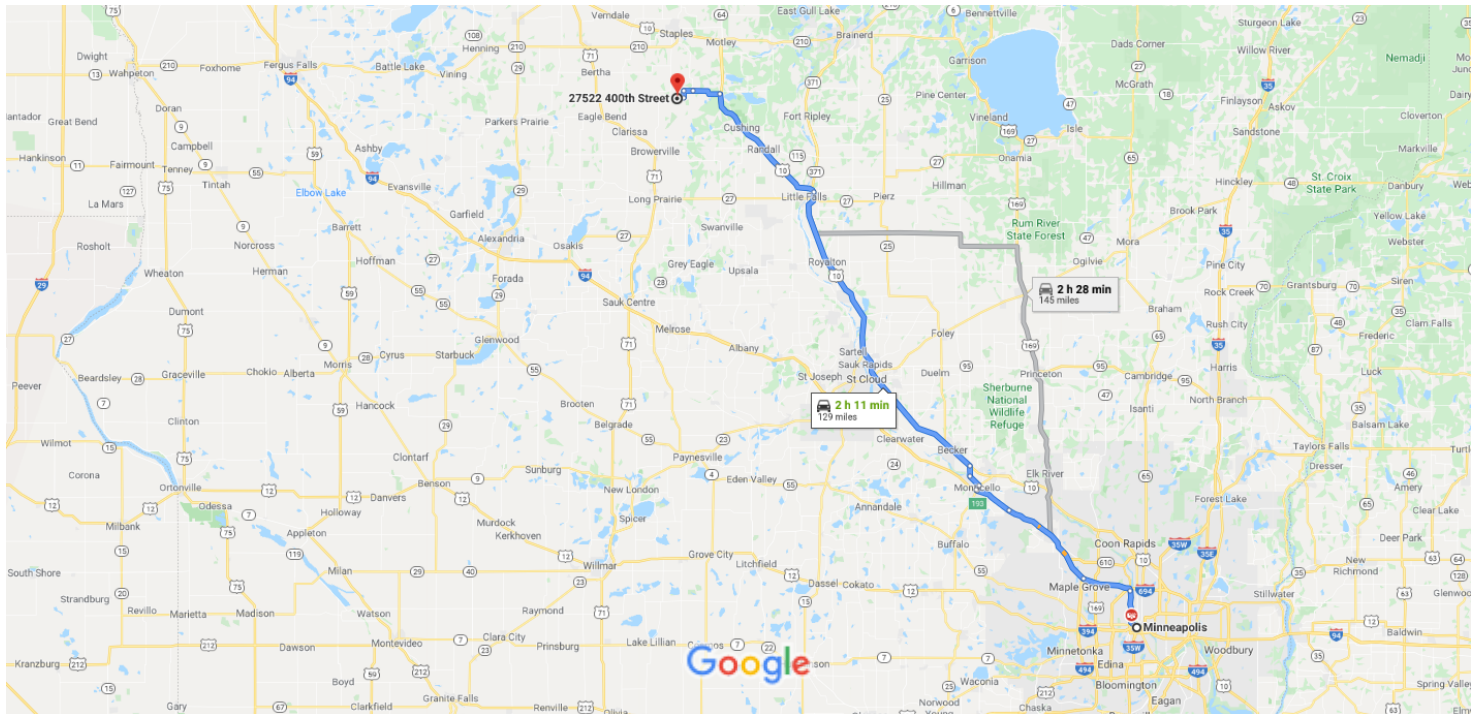 Verndale
East Gull Lake
Bennettville
Sturgeon Lake
Willow River
Nemadji
Dwight
Wahpeton
Foxhome
Fergus Falls
Battle Lake
Vining
Henning
Staples
Motley
Brainerd
Garrison
Dads Corner
McGrath
Bertha
27522 400th Street
Eagle Bend
Fort Ripley
Pine Center
Vineland
Isle
Finlayson
Askov
Great Bend
Doran
Campbell
Parkers Prairie
Clarissa
Cushing
Sandstone
Cloverton
Hankinson
Fairmount
Tenney
Tintah
Ashby
Browerville
Randall
Onamia
Markville
Elbow Lake
Evansville
Hillman
Hinckley
St. Croix
State Park
Danbury
La Mars
Long Prairie
Little Falls
Pierz
Brook Park
Norcross
Barrett
Garfield
Alexandria
Osakis
Swanville
Rum River
State Forest
Mora
Yellow Lake
Webster
Rosholt
Wheaton
Herman
Hoffman
Forada
Grey Eagle
Upsala
Royalton
Ogilvie
Pine City
Siren
2 h 28 min
145 miles
Rock Creek
Grantsburg
Dumont
Sauk Centre
Braham
Rush City
Clam Falls
Melrose
Foley
Frederic
Morris
Cyrus
Starbuck
Glenwood
Albany
Sartell
Sauk Rapids
Peever
Beardsley
Graceville
Chokio
Alberta
St Joseph
St Cloud
Duelm
Princeton
Cambridge
Harris
Luck
Hancock
Brooten
2 h 11 min
129 miles
Sherburne
National
Wildlife
Refuge
Isanti
North Branch
Milltown
Balsam Lake
Clinton
Belgrade
Wilmot
Clearwater
Taylors Falls
Corona
Clontarf
Paynesville
Becker
Dresser
Ortonville
Benson
Sunburg
Eden Valley
Elk River
Amery
Odessa
Danvers
Holloway
New London
Monticello
Forest Lake
Clear Lake
Milbank
Appleton
Murdock
Kerkhoven
Spicer
Annandale
Buffalo
Coon Rapids
Deer Park
South Shore
Milan
Willmar
Grove City
Litchfield
Dassel
Cokato
Maple Grove
New
Richmond
Strandburg
Revillo
Marietta
Madison
Watson
Raymond
Stillwater
Glenwood
Minneapolis
Dawson
Montevideo
Clara City
Prinsburg
Lake Lillian
Google
Baldwin
Kranzburg
Minnetonka
Woodbury
Edina
Bloomington
Waconia
Boyd
Granite Falls
Spring Valley
Gary
Clarkfield
Renville
Olivia
Norwood
Chaska
Eagan